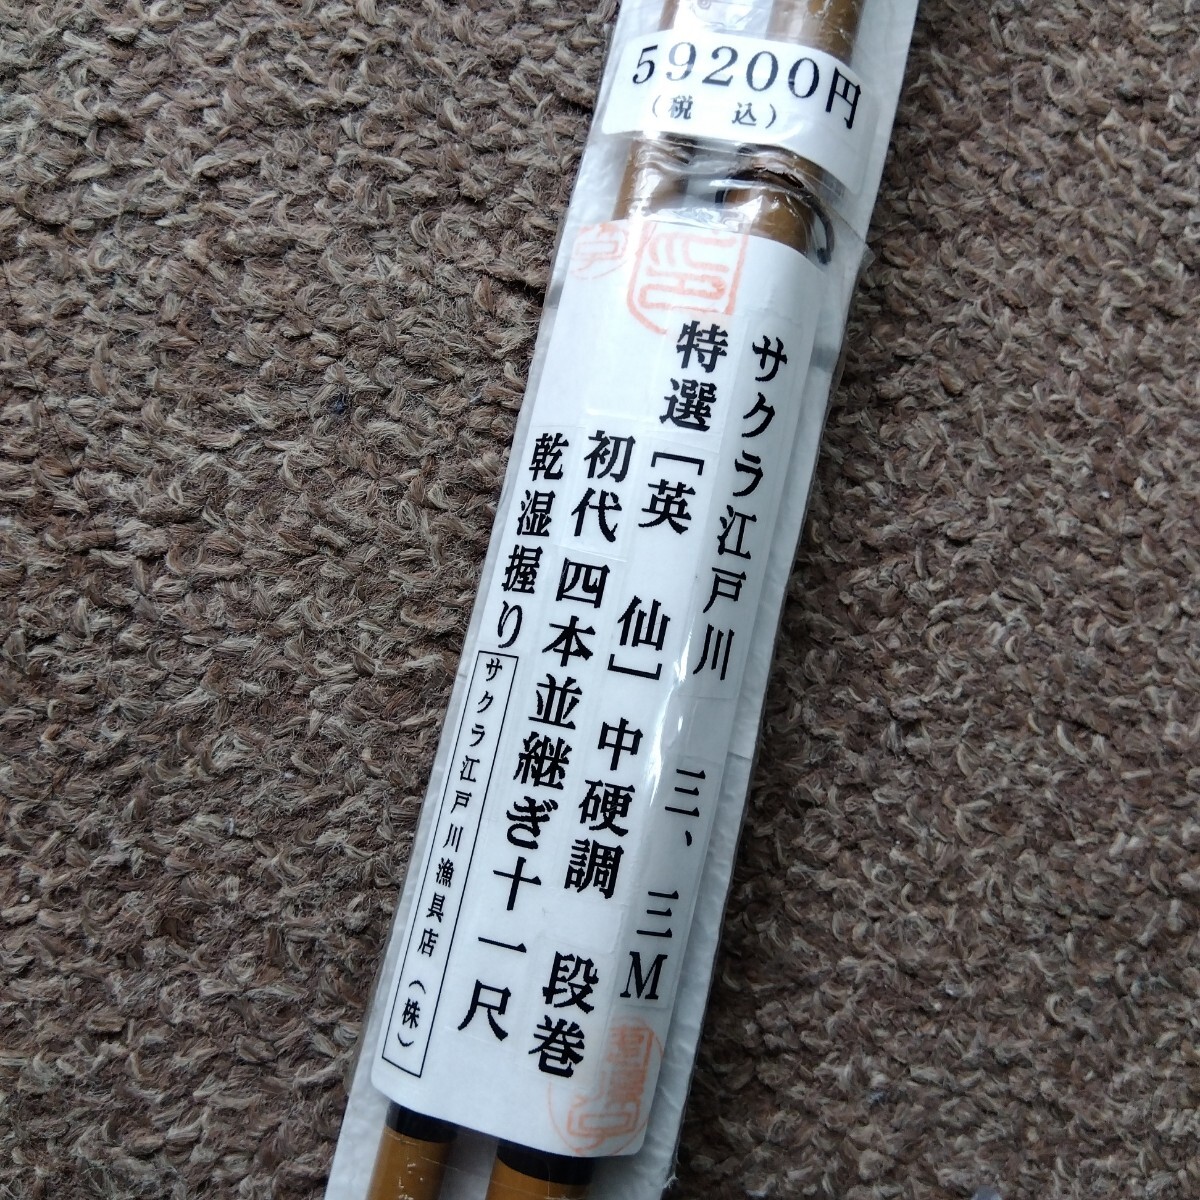 59200円
(税 込)
サクラ江戸川 三、三M
特選［英 仙］中硬調 段巻
初代 四本並継ぎ十一尺
乾湿握り
サクラ江戸川漁具店(株)